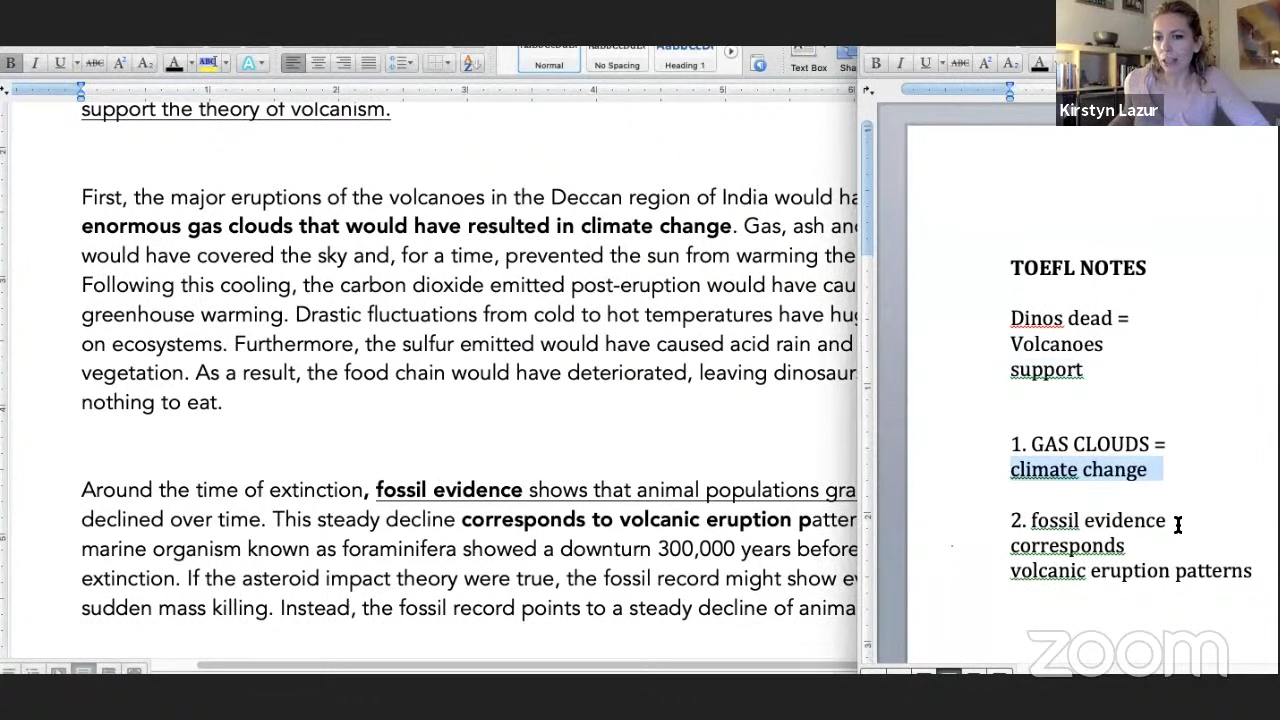 Normal
No Spacing
Heading 1
Text Box
support the theory of volcanism.
First, the major eruptions of the volcanoes in the Deccan region of India would ha
enormous gas clouds that would have resulted in climate change. Gas, ash an
would have covered the sky and, for a time, prevented the sun from warming the
Following this cooling, the carbon dioxide emitted post-eruption would have cau
greenhouse warming. Drastic fluctuations from cold to hot temperatures have hu
on ecosystems. Furthermore, the sulfur emitted would have caused acid rain and
vegetation. As a result, the food chain would have deteriorated, leaving dinosaur
nothing to eat.
Around the time of extinction, fossil evidence shows that animal populations gra
declined over time. This steady decline corresponds to volcanic eruption patter
marine organism known as foraminifera showed a downturn 300,000 years before
extinction. If the asteroid impact theory were true, the fossil record might show ev
sudden mass killing. Instead, the fossil record points to a steady decline of anima
Kirstyn Lazur
TOEFL NOTES
Dinos dead =
Volcanoes
support
1. GAS CLOUDS =
climate change
2. fossil evidence
corresponds
volcanic eruption patterns
zoom